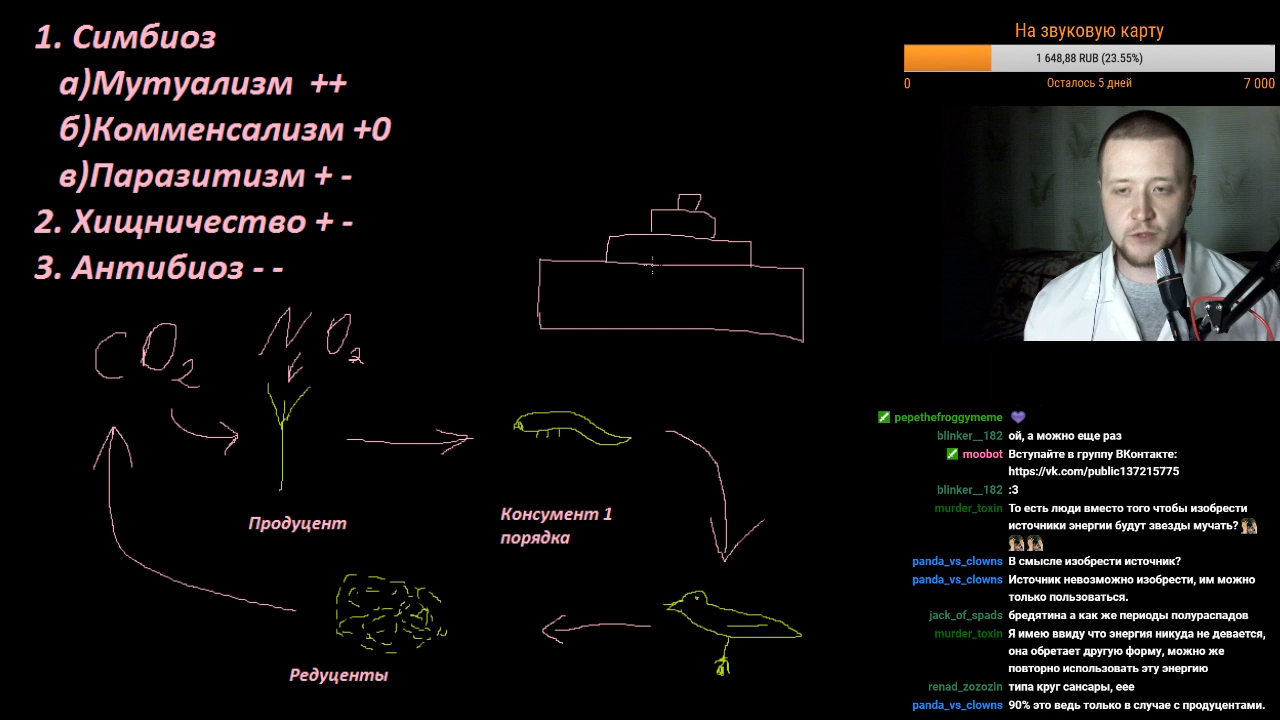 1. Симбиоз
а)Мутуализм ++
б)Комменсализм +0
в)Паразитизм + -
2. Хищничество + -
3. Антибиоз - -
CO2
NO2
Продуцент
Консумент 1
порядка
Редуценты
На звуковую карту
1 648,88 RUB (23.55%)
0
Осталось 5 дней
7 000
pepethefroggymeme
blinker__182 ой, а можно еще раз
moobot Вступайте в группу ВКонтакте:
https://vk.com/public137215775
blinker__182 :3
murder_toxin То есть люди вместо того чтобы изобрести
источники энергии будут звезды мучать?
panda_vs_clowns В смысле изобрести источник?
panda_vs_clowns Источник невозможно изобрести, им можно
только пользоваться.
jack_of_spads бредятина а как же периоды полураспадов
murder_toxin Я имею ввиду что энергия никуда не девается,
она обретает другую форму, можно же
повторно использовать эту энергию
renad_zozozin типа круг сансары, еее
panda_vs_clowns 90% это ведь только в случае с продуцентами.